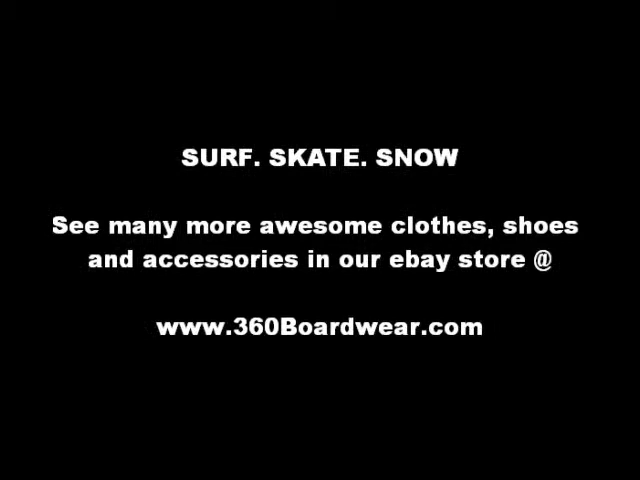 SURF. SKATE. SNOW
See many more awesome clothes, shoes
and accessories in our ebay store @
www.360Boardwear.com